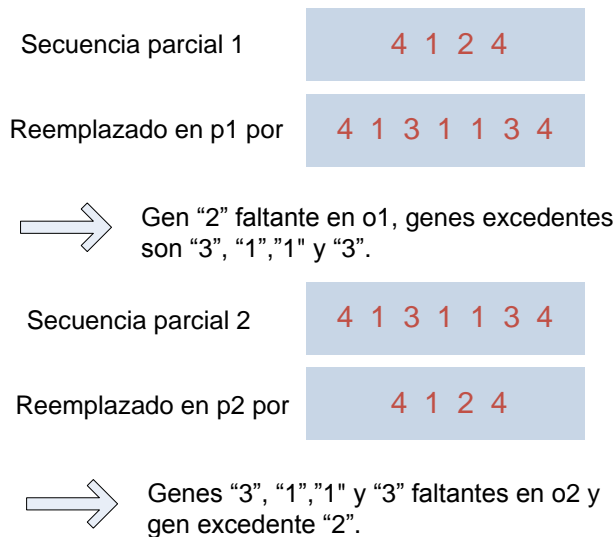 Secuencia parcial 1
4 1 2 4
Reemplazado en p1 por
4 1 3 1 1 3 4
Gen “2” faltante en o1, genes excedentes
son “3”, “1”,”1" y “3”.
Secuencia parcial 2
4 1 3 1 1 3 4
Reemplazado en p2 por
4 1 2 4
Genes “3”, “1”,”1" y “3” faltantes en o2 y
gen excedente “2”.